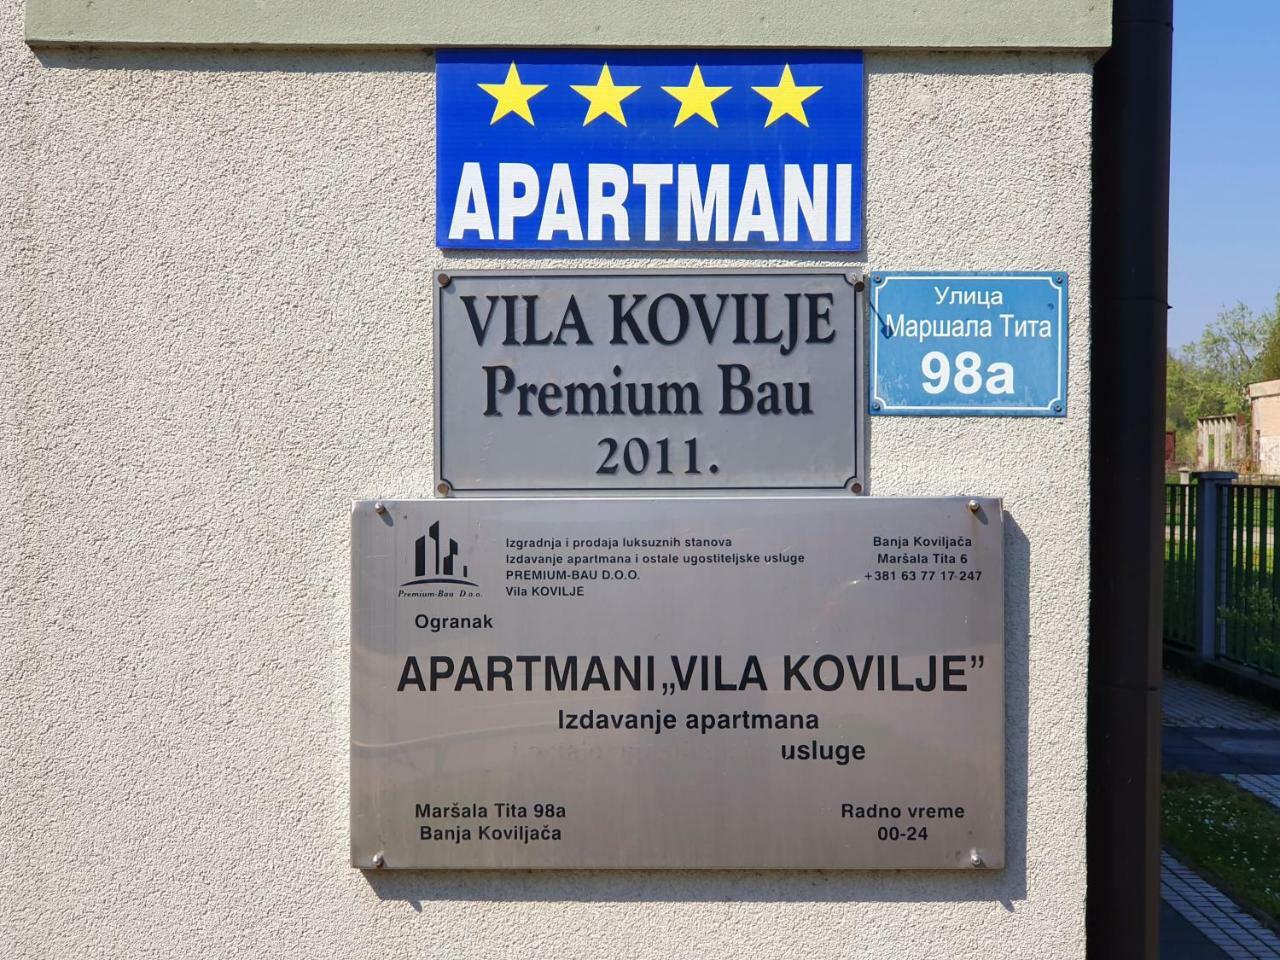 APARTMANI
VILA KOVILJE
Premium Bau
2011.
Улица
Маршала Тита
98а
Premium-Bau D.o.o.
Izgradnja i prodaja luksuznih stanova
Izdavanje apartmana i ostale ugostiteljske usluge
PREMIUM-BAU D.O.O.
Vila KOVILJE
Banja Koviljača
Maršala Tita 6
+381 63 77 17 247
Ogranak
APARTMANI „VILA KOVILJE”
Izdavanje apartmana
usluge
Maršala Tita 98a
Banja Koviljača
Radno vreme
00-24